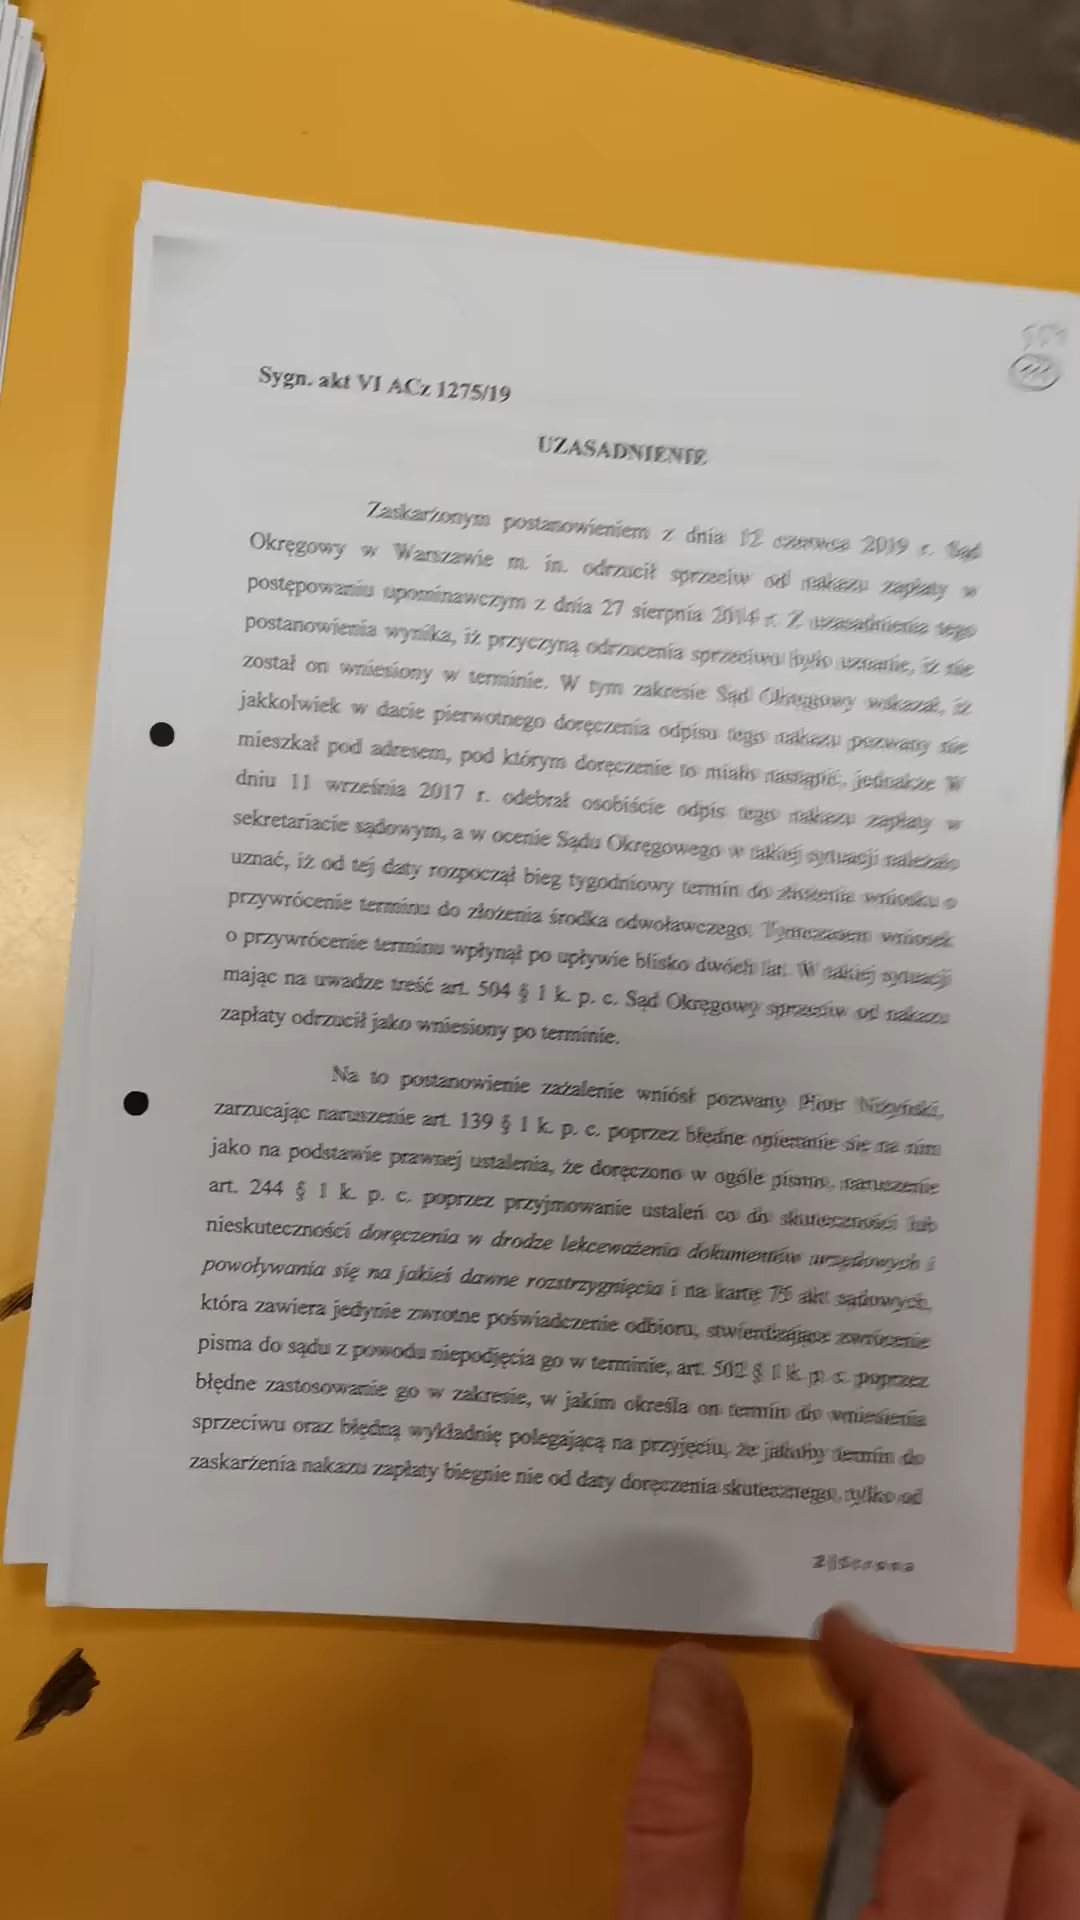 Sygn. akt VI ACz 1275/19
UZASADNIENIE
Zaskarżonym postanowieniem z dnia 12 czerwca 2019 r. Sąd
Okręgowy w Warszawie m. in. odrzucił sprzeciw od nakazu zapłaty w
postępowaniu upominawczym z dnia 27 sierpnia 2014 r. Z uzasadnienia tego
postanowienia wynika, iż przyczyną odrzucenia sprzeciwu było uznanie, iż nie
został on wniesiony w terminie. W tym zakresie Sąd Okręgowy wskazał, iż
jakkolwiek w dacie pierwotnego doręczenia odpisu tego nakazu pozwany nie
mieszkał pod adresem, pod którym doręczenie to miało nastąpić, jednakże w
dniu 11 września 2017 r. odebrał osobiście odpis tego nakazu zapłaty w
sekretariacie sądowym, a w ocenie Sądu Okręgowego w takiej sytuacji należało
uznać, iż od tej daty rozpoczął bieg tygodniowy termin do złożenia wniosku o
przywrócenie terminu do złożenia środka odwoławczego. Tymczasem wniosek
o przywrócenie terminu wpłynął po upływie blisko dwóch lat. W takiej sytuacji
mając na uwadze treść art. 504 § 1 k. p. c. Sąd Okręgowy sprzeciw od nakazu
zapłaty odrzucił jako wniesiony po terminie.
Na to postanowienie zażalenie wniósł pozwany Piotr Niżyński,
zarzucając naruszenie art. 139 § 1 k. p. c. poprzez błędne opieranie się na nim
jako na podstawie prawnej ustalenia, że doręczono w ogóle pismo, naruszenie
art. 244 § 1 k. p. c. poprzez przyjmowanie ustaleń co do skuteczności lub
nieskuteczności doręczenia w drodze lekceważenia dokumentów urzędowych i
powoływania się na jakieś dawne rozstrzygnięcia i na kartę 75 akt sądowych,
która zawiera jedynie zwrotne poświadczenie odbioru, stwierdzające zwrócenie
pisma do sądu z powodu niepodjęcia go w terminie, art. 502 § 1 k. p. c. poprzez
błędne zastosowanie go w zakresie, w jakim określa on termin do wniesienia
sprzeciwu oraz błędną wykładnię polegającą na przyjęciu, że jakoby termin do
zaskarżenia nakazu zapłaty biegnie nie od daty doręczenia skutecznego, tylko od
2|Strona